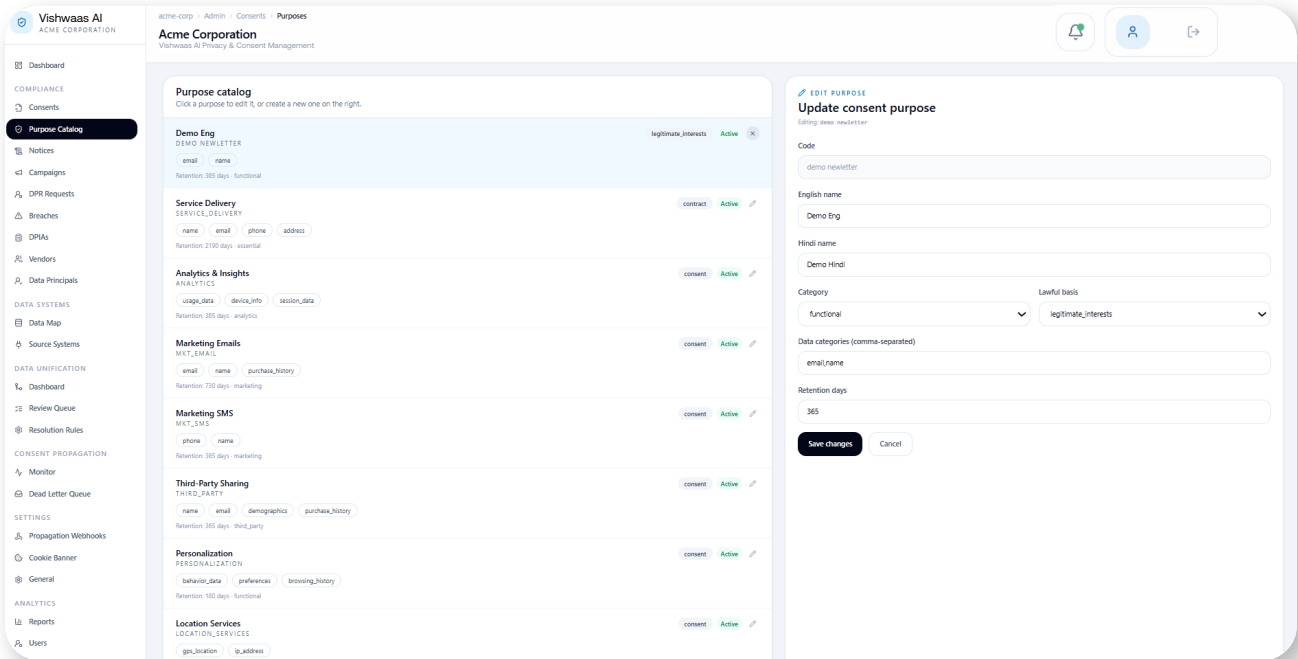 Vishwaas AI
ACME CORPORATION
Dashboard
COMPLIANCE
Consents
Purpose Catalog
Notices
Campaigns
DPR Requests
Breaches
DPIAs
Vendors
Data Principals
DATA SYSTEMS
Data Map
Source Systems
DATA UNIFICATION
Dashboard
Review Queue
Resolution Rules
CONSENT PROPAGATION
Monitor
Dead Letter Queue
SETTINGS
Propagation Webhooks
Cookie Banner
General
ANALYTICS
Reports
Users
acme-corp › Admin › Consents › Purposes
Acme Corporation
Vishwaas AI Privacy & Consent Management
Purpose catalog
Click a purpose to edit it, or create a new one on the right.
Demo Eng legitimate_interests Active
DEMO NEWLETTER
email name
Retention: 365 days · functional
Service Delivery contract Active
SERVICE_DELIVERY
name email phone address
Retention: 2190 days · essential
Analytics & Insights consent Active
ANALYTICS
usage_data device_info session_data
Retention: 365 days · analytics
Marketing Emails consent Active
MKT_EMAIL
email name purchase_history
Retention: 730 days · marketing
Marketing SMS consent Active
MKT_SMS
phone name
Retention: 365 days · marketing
Third-Party Sharing consent Active
THIRD_PARTY
name email demographics purchase_history
Retention: 365 days · third_party
Personalization consent Active
PERSONALIZATION
behavior_data preferences browsing_history
Retention: 180 days · functional
Location Services consent Active
LOCATION_SERVICES
gps_location ip_address
EDIT PURPOSE
Update consent purpose
Editing: demo newletter
Code
demo newletter
English name
Demo Eng
Hindi name
Demo Hindi
Category Lawful basis
functional legitimate_interests
Data categories (comma-separated)
email,name
Retention days
365
Save changes Cancel